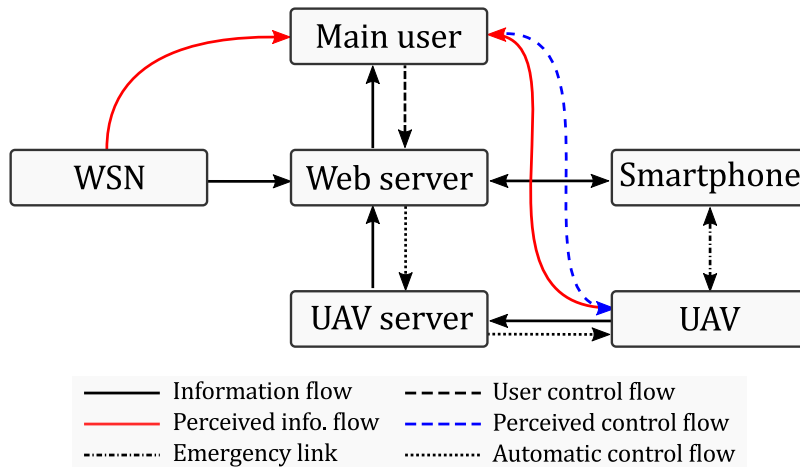 Main user
WSN
Web server
Smartphone
UAV server
UAV
Information flow
User control flow
Perceived info. flow
Perceived control flow
Emergency link
Automatic control flow